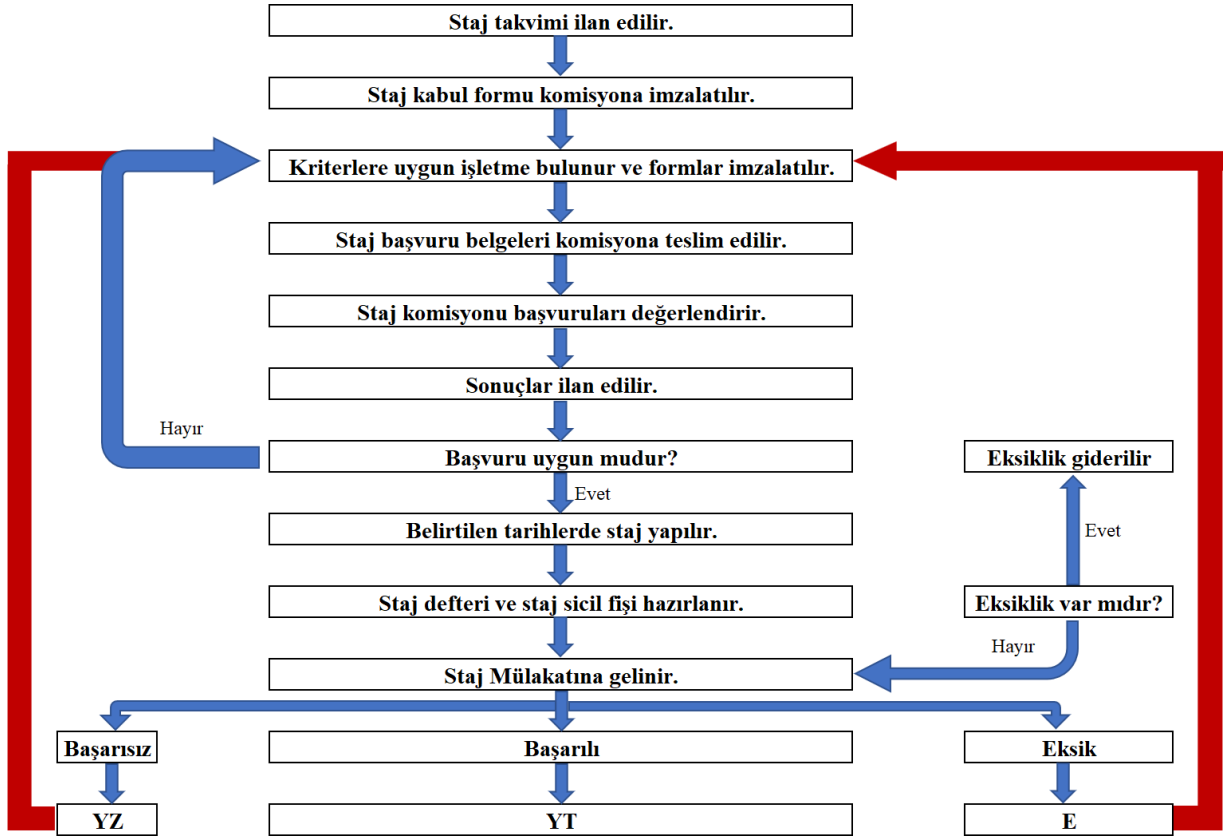 Staj takvimi ilan edilir.
Staj kabul formu komisyona imzalatılır.
Kriterlere uygun işletme bulunur ve formlar imzalatılır.
Staj başvuru belgeleri komisyona teslim edilir.
Staj komisyonu başvuruları değerlendirir.
Sonuçlar ilan edilir.
Hayır
Başvuru uygun mudur?
Eksiklik giderilir
Evet
Belirtilen tarihlerde staj yapılır.
Evet
Staj defteri ve staj sicil fişi hazırlanır.
Eksiklik var mıdır?
Hayır
Staj Mülakatına gelinir.
Başarısız
Başarılı
Eksik
YZ
YT
E